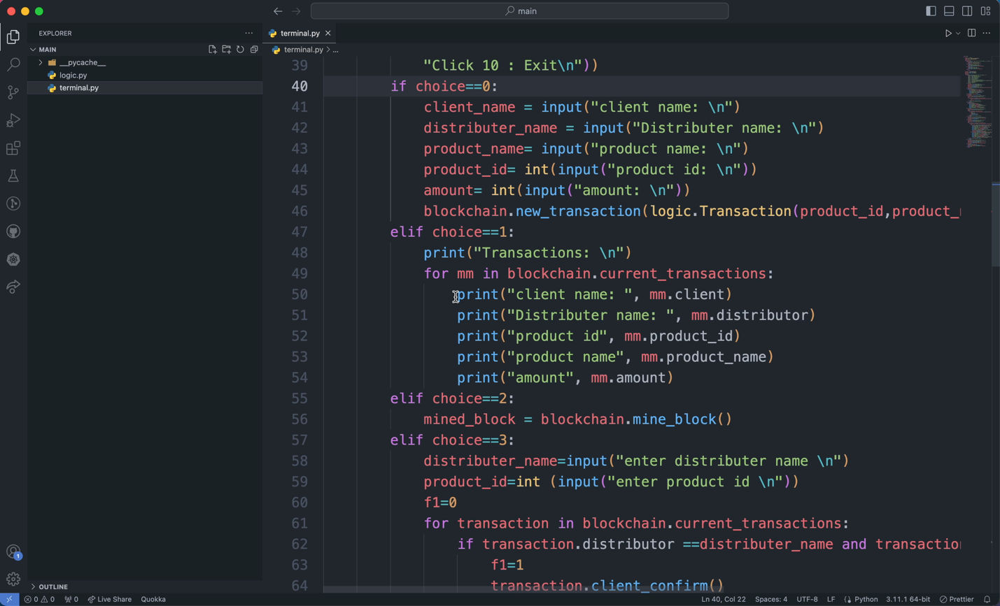 main
EXPLORER
terminal.py
MAIN
terminal.py > ...
__pycache__
logic.py
terminal.py
39 "Click 10 : Exit\n"))
40 if choice==0:
41 client_name = input("client name: \n")
42 distributer_name = input("Distributer name: \n")
43 product_name= input("product name: \n")
44 product_id= int(input("product id: \n"))
45 amount= int(input("amount: \n"))
46 blockchain.new_transaction(logic.Transaction(product_id,product_
47 elif choice==1:
48 print("Transactions: \n")
49 for mm in blockchain.current_transactions:
50 print("client name: ", mm.client)
51 print("Distributer name: ", mm.distributor)
52 print("product id", mm.product_id)
53 print("product name", mm.product_name)
54 print("amount", mm.amount)
55 elif choice==2:
56 mined_block = blockchain.mine_block()
57 elif choice==3:
58 distributer_name=input("enter distributer name \n")
59 product_id=int (input("enter product id \n"))
60 f1=0
61 for transaction in blockchain.current_transactions:
62 if transaction.distributor ==distributer_name and transaction
63 f1=1
64 transaction.client_confirm()
1
OUTLINE
0 0 0 Live Share Quokka Ln 40, Col 22 Spaces: 4 UTF-8 LF Python 3.11.1 64-bit Prettier